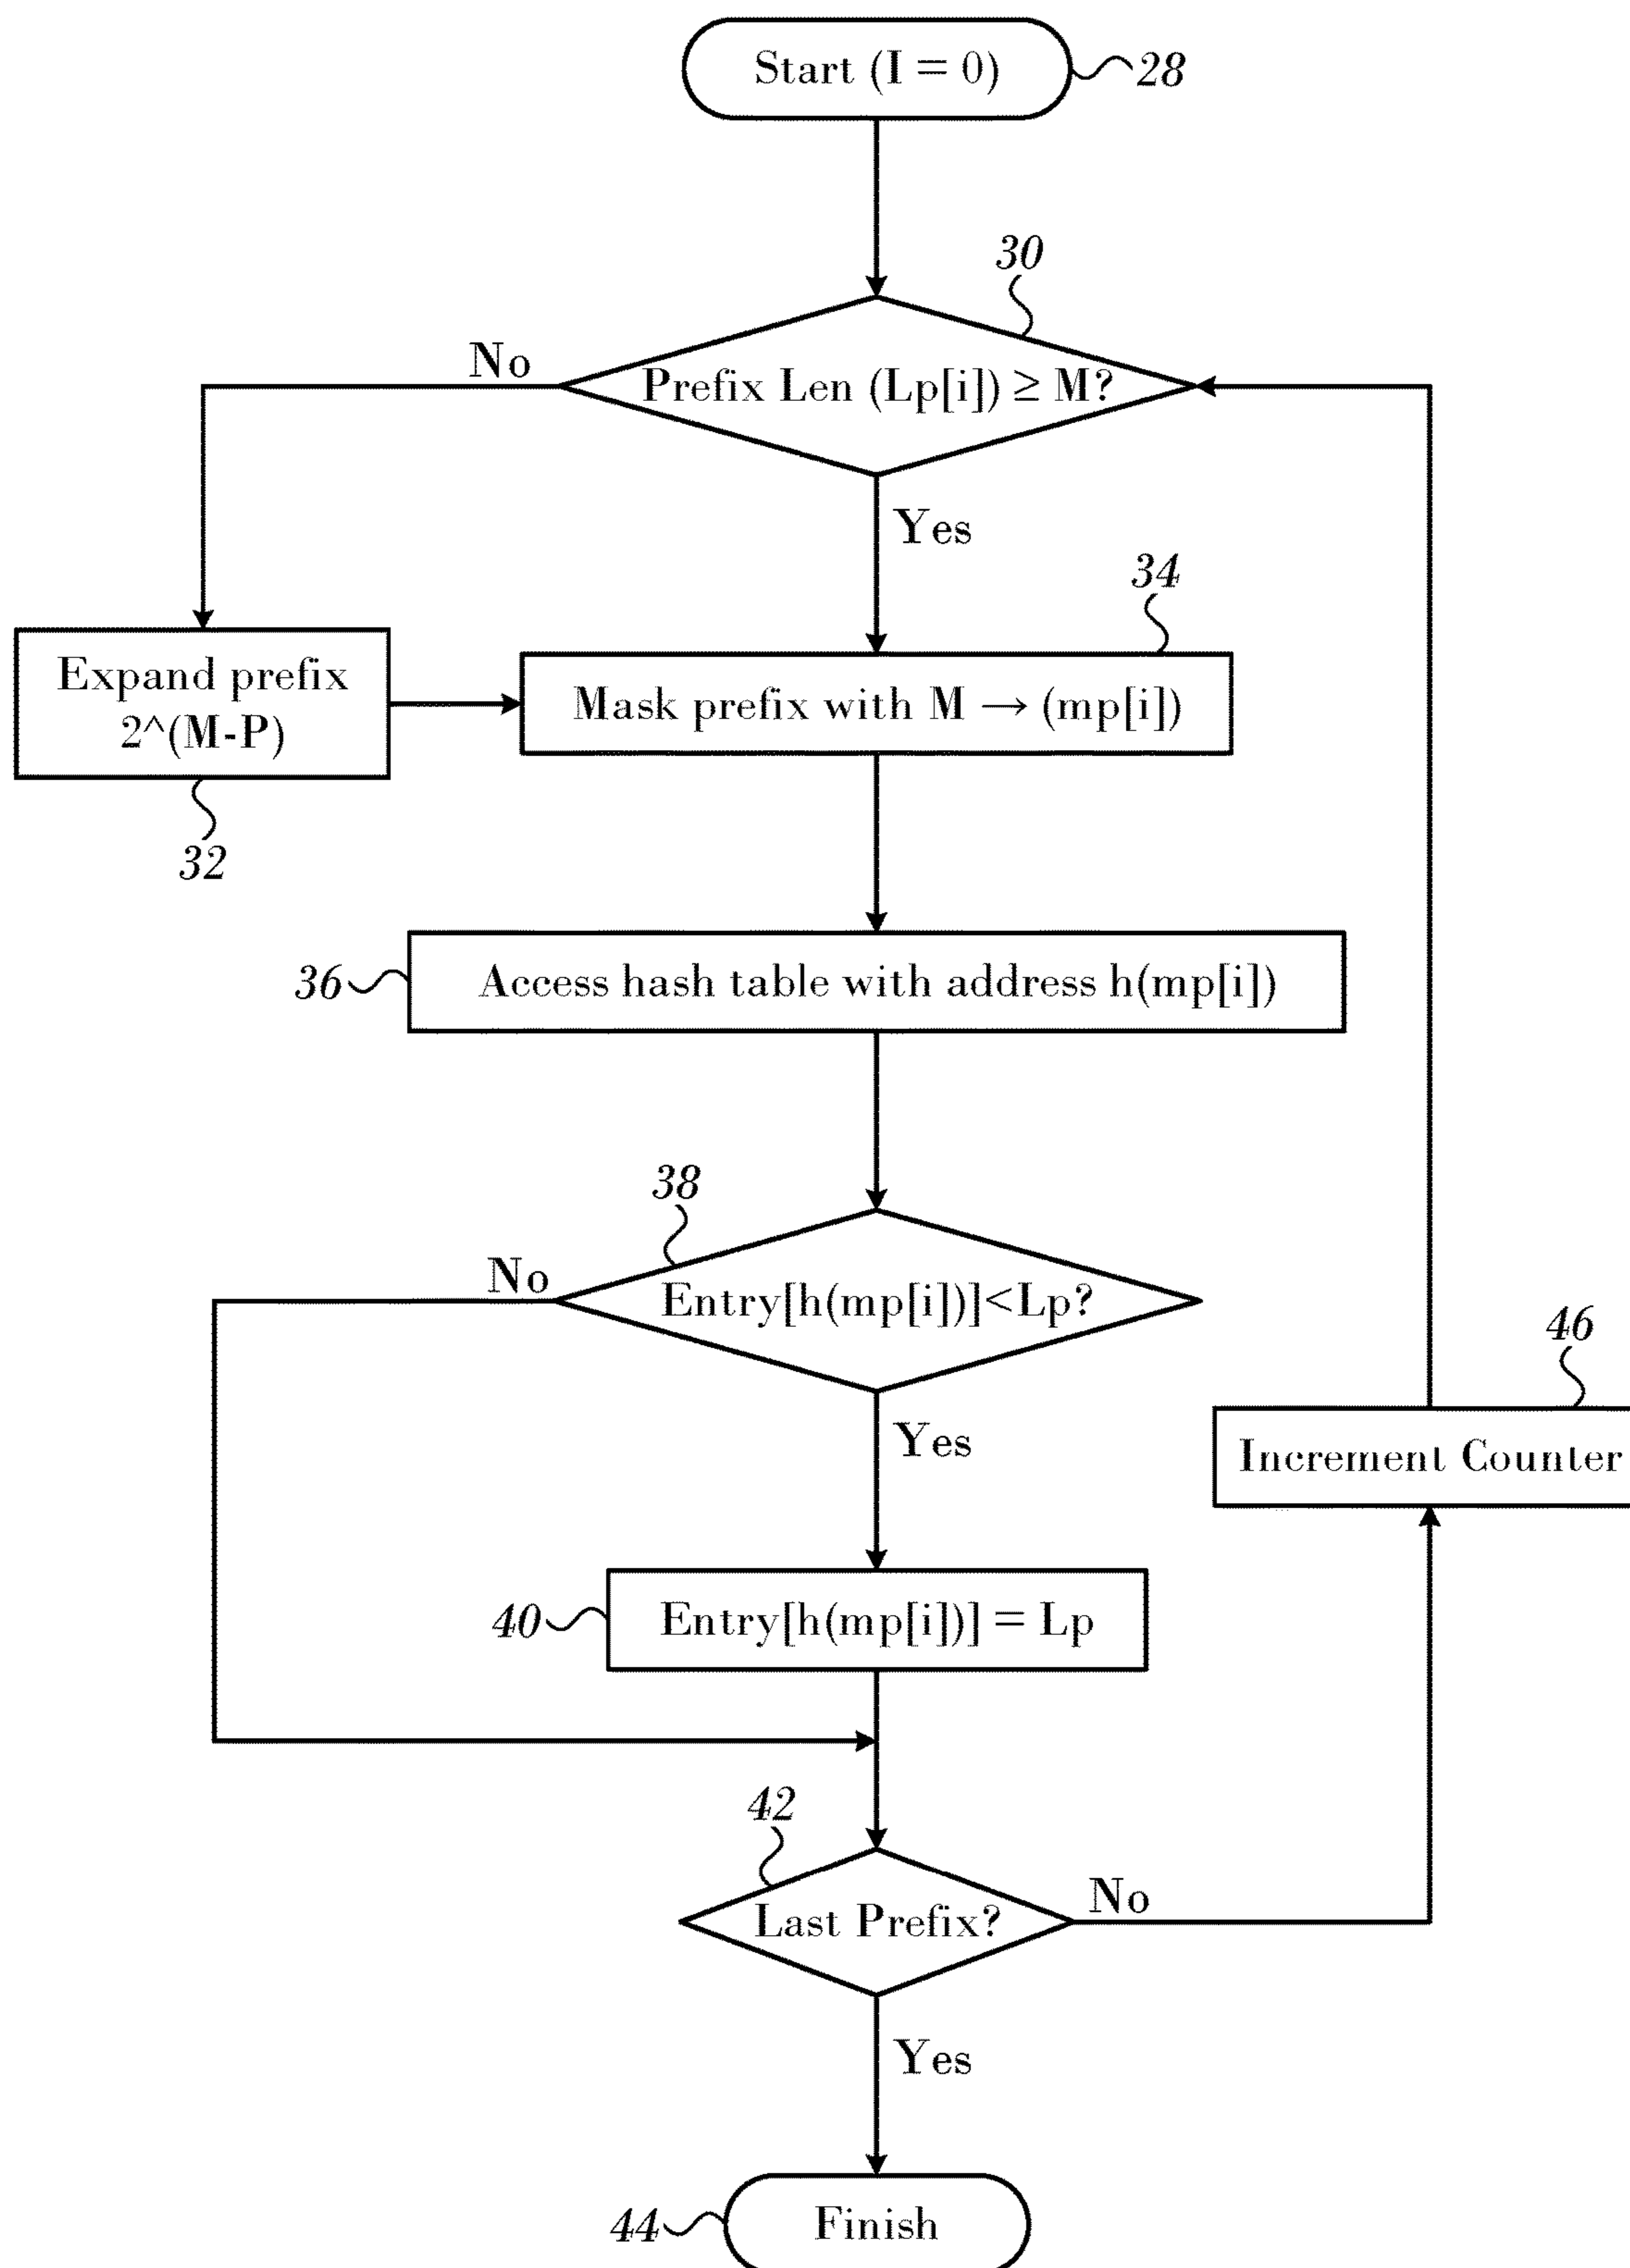 Start (I = 0)
28
30
No
Prefix Len (Lp[i]) ≥ M?
Yes
34
Expand prefix
2^(M-P)
Mask prefix with M → (mp[i])
32
36
Access hash table with address h(mp[i])
38
No
Entry[h(mp[i])]<Lp?
46
Yes
Increment Counter
40
Entry[h(mp[i])] = Lp
42
No
Last Prefix?
Yes
44
Finish